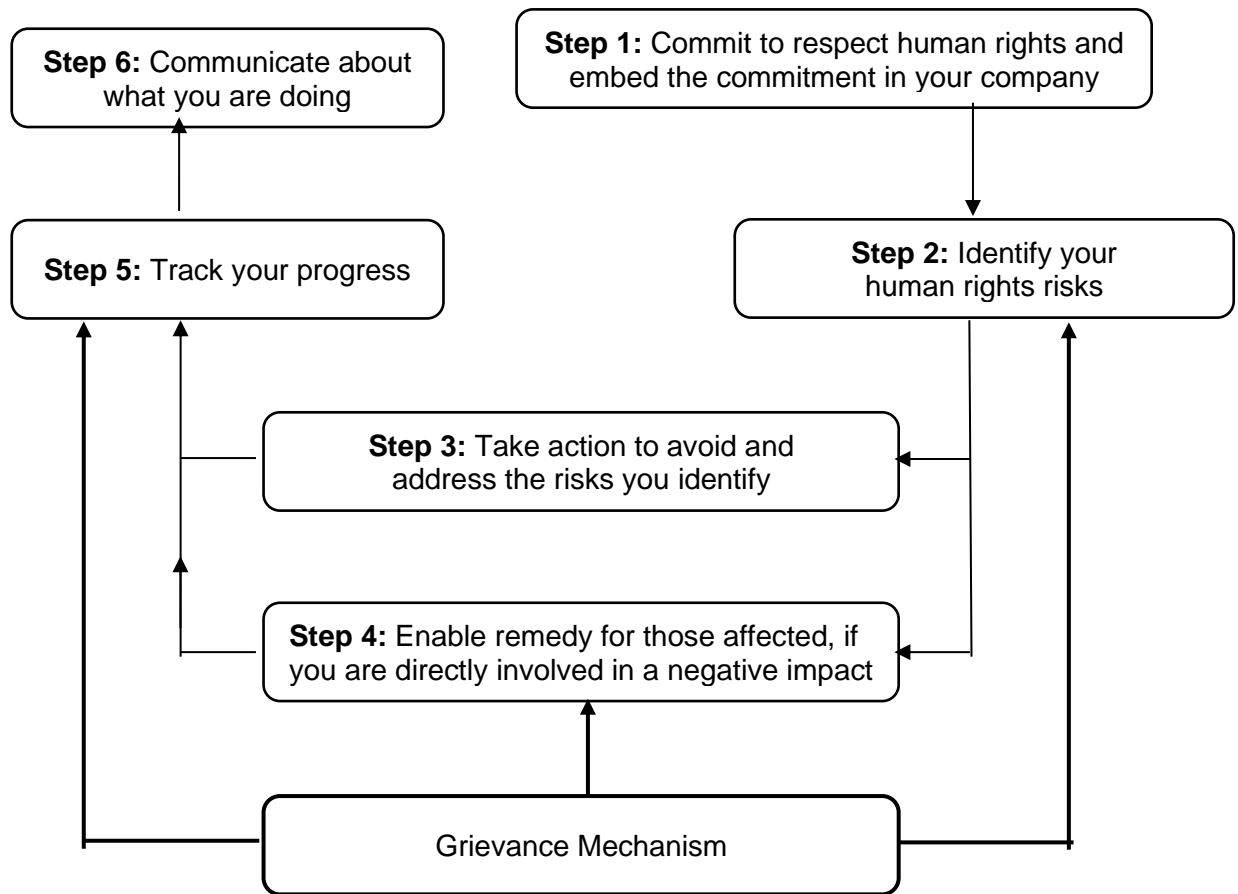 Step 1: Commit to respect human rights and
embed the commitment in your company
Step 2: Identify your
human rights risks
Step 3: Take action to avoid and
address the risks you identify
Step 4: Enable remedy for those affected, if
you are directly involved in a negative impact
Step 5: Track your progress
Step 6: Communicate about
what you are doing
Grievance Mechanism